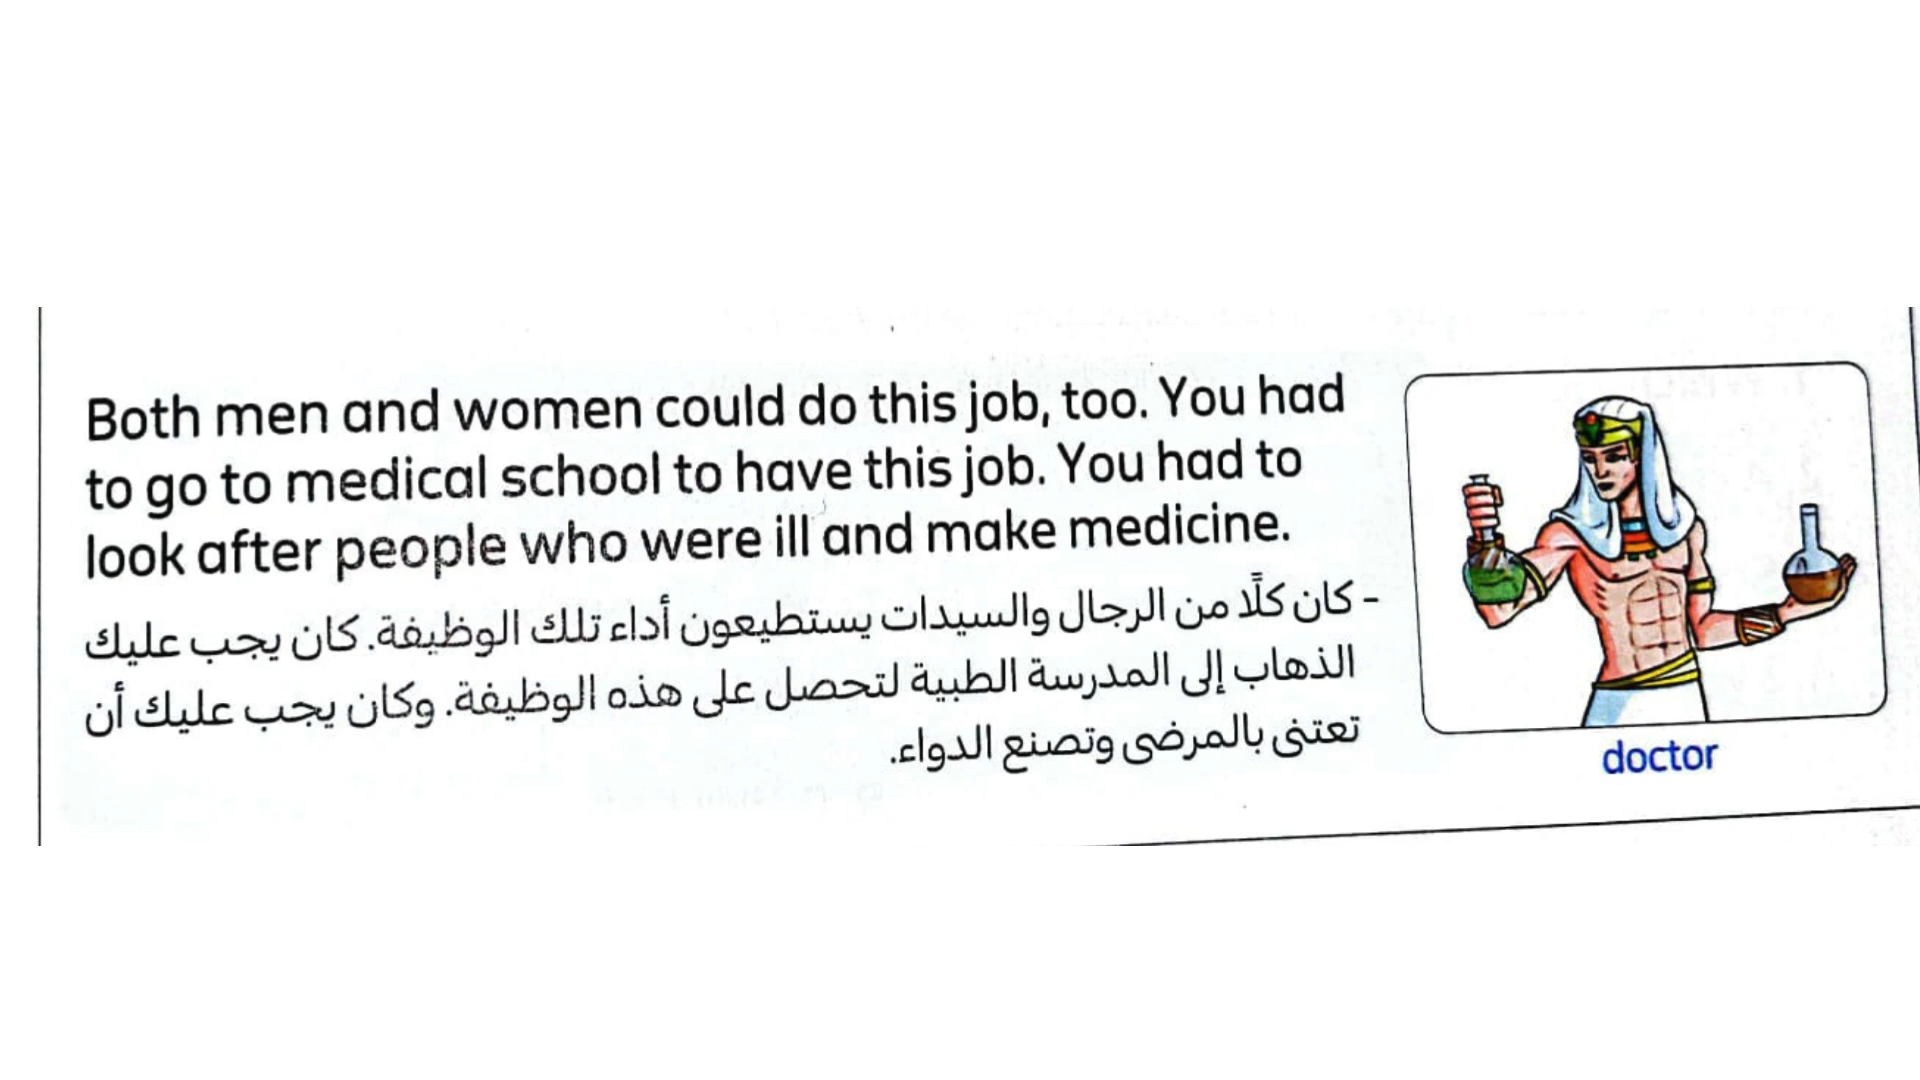 Both men and women could do this job, too. You had
to go to medical school to have this job. You had to
look after people who were ill and make medicine.
- كان كلًا من الرجال والسيدات يستطيعون أداء تلك الوظيفة. كان يجب عليك
الذهاب إلى المدرسة الطبية لتحصل على هذه الوظيفة. وكان يجب عليك أن
تعتنى بالمرضى وتصنع الدواء.
doctor